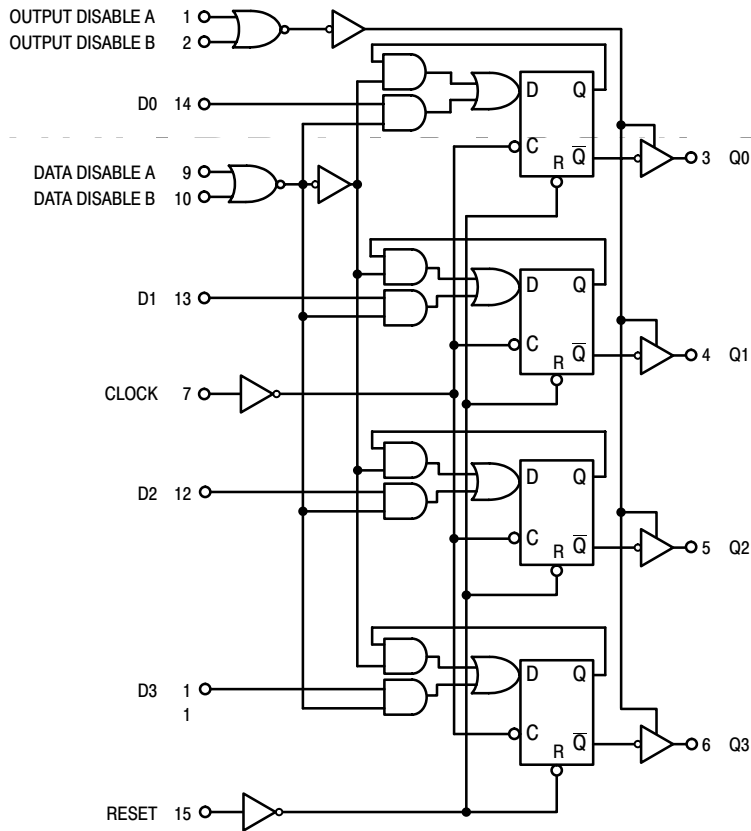 OUTPUT DISABLE A 1
OUTPUT DISABLE B 2
D Q
D0 14
C Q̅
R
3 Q0
DATA DISABLE A 9
DATA DISABLE B 10
D Q
D1 13
C Q̅
R
4 Q1
CLOCK 7
D Q
D2 12
C Q̅
R
5 Q2
D Q
D3 1
1
C Q̅
R
6 Q3
RESET 15